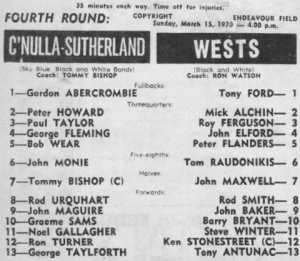 35 minutes each way. Time off for injuries.
FOURTH ROUND: COPYRIGHT ENDEAVOUR FIELD
Sunday, March 15, 1970 — 4.00 p.m.
C'NULLA-SUTHERLAND WESTS
(Sky Blue, Black and White Bands) (Black and White)
Coach: TOMMY BISHOP Coach: RON WATSON
Fullbacks:
1—Gordon ABERCROMBIE Tony FORD— 1
Threequarters:
2—Peter HOWARD Mick ALCHIN— 2
3—Paul TAYLOR Roy FERGUSON— 3
4—George FLEMING John ELFORD— 4
5—Bob WEAR Peter FLANDERS— 5
Five-eighths:
6—John MONIE Tom RAUDONIKIS— 6
Halves:
7—Tommy BISHOP (C) John MAXWELL— 7
Forwards:
8—Rod URQUHART Rod SMITH— 8
9—John MAGUIRE John BAKER— 9
10—Graeme SAMS Barry BRYANT—10
11—Noel GALLAGHER Steve WINTER—11
12—Ron TURNER Ken STONESTREET (C)—12
13—George TAYLFORTH Tony ANTUNAC—13